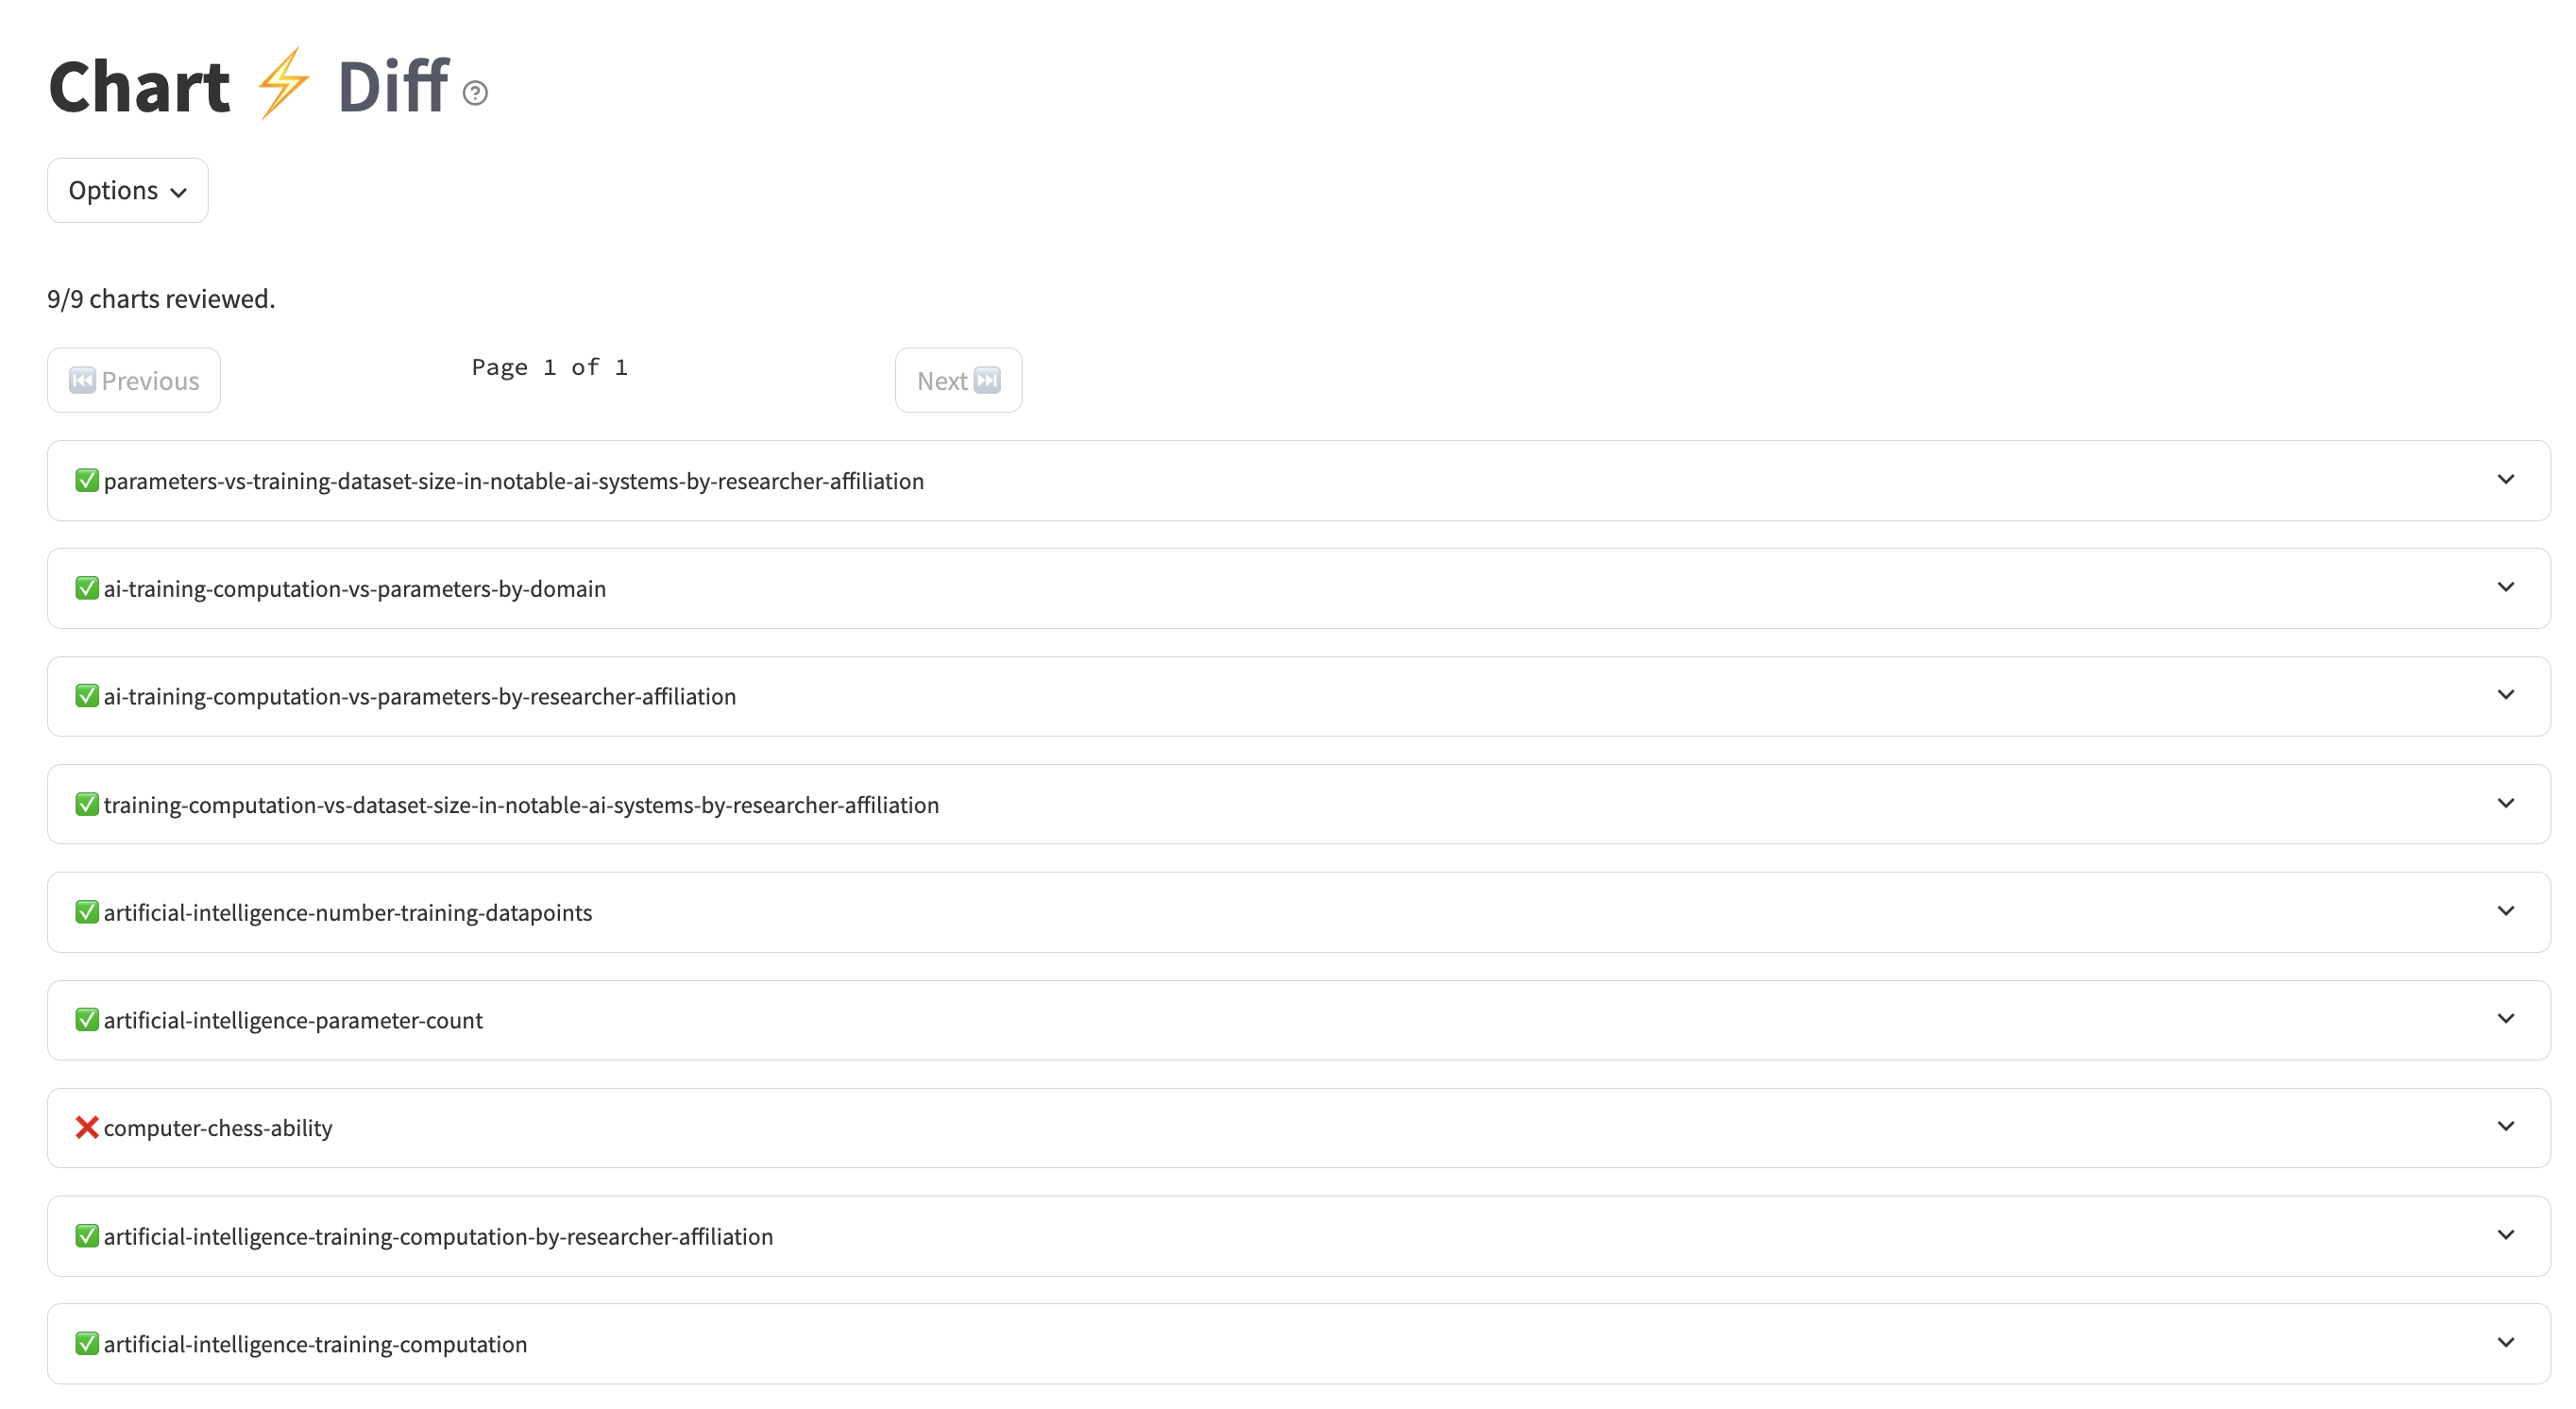 Chart ⚡ Diff
Options
9/9 charts reviewed.
⏮️ Previous
Page 1 of 1
Next ⏭️
✅ parameters-vs-training-dataset-size-in-notable-ai-systems-by-researcher-affiliation
✅ ai-training-computation-vs-parameters-by-domain
✅ ai-training-computation-vs-parameters-by-researcher-affiliation
✅ training-computation-vs-dataset-size-in-notable-ai-systems-by-researcher-affiliation
✅ artificial-intelligence-number-training-datapoints
✅ artificial-intelligence-parameter-count
❌ computer-chess-ability
✅ artificial-intelligence-training-computation-by-researcher-affiliation
✅ artificial-intelligence-training-computation